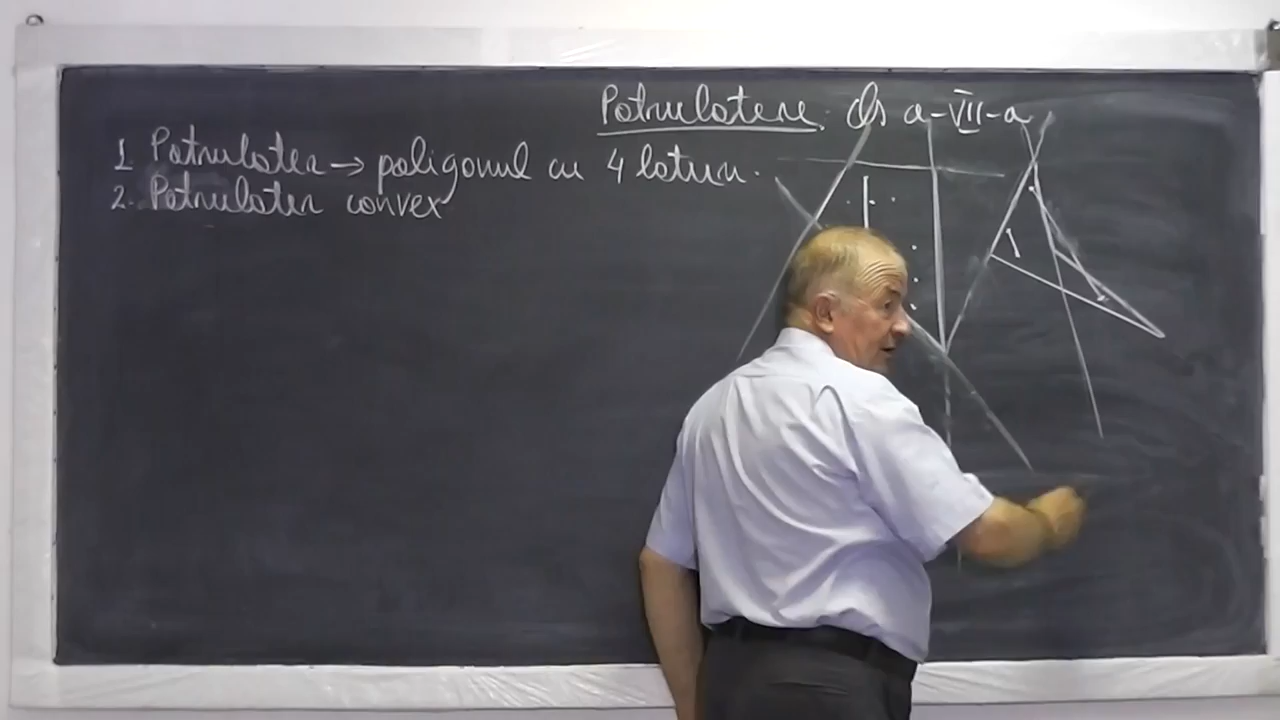 Patrulatere. Cls a-VII-a
1 Patrulater → poligonul cu 4 laturi.
2. Patrulater convex